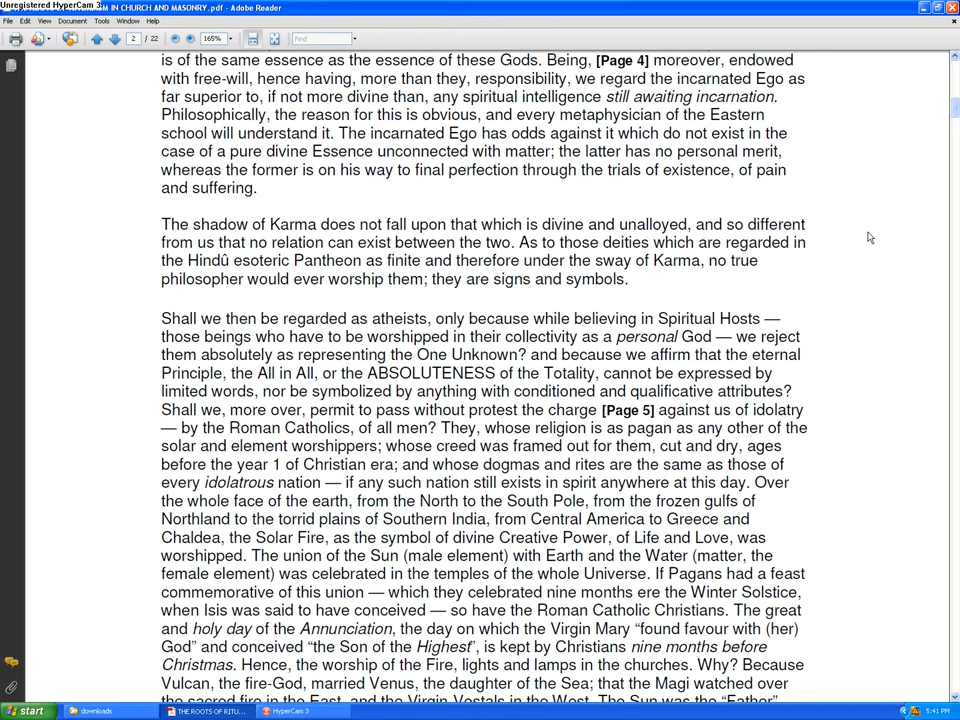 Unregistered HyperCam 3
M IN CHURCH AND MASONRY.pdf - Adobe Reader
File Edit View Document Tools Window Help
2 / 22 165% Find
is of the same essence as the essence of these Gods. Being, [Page 4] moreover, endowed
with free-will, hence having, more than they, responsibility, we regard the incarnated Ego as
far superior to, if not more divine than, any spiritual intelligence still awaiting incarnation.
Philosophically, the reason for this is obvious, and every metaphysician of the Eastern
school will understand it. The incarnated Ego has odds against it which do not exist in the
case of a pure divine Essence unconnected with matter; the latter has no personal merit,
whereas the former is on his way to final perfection through the trials of existence, of pain
and suffering.
The shadow of Karma does not fall upon that which is divine and unalloyed, and so different
from us that no relation can exist between the two. As to those deities which are regarded in
the Hindû esoteric Pantheon as finite and therefore under the sway of Karma, no true
philosopher would ever worship them; they are signs and symbols.
Shall we then be regarded as atheists, only because while believing in Spiritual Hosts —
those beings who have to be worshipped in their collectivity as a personal God — we reject
them absolutely as representing the One Unknown? and because we affirm that the eternal
Principle, the All in All, or the ABSOLUTENESS of the Totality, cannot be expressed by
limited words, nor be symbolized by anything with conditioned and qualificative attributes?
Shall we, more over, permit to pass without protest the charge [Page 5] against us of idolatry
— by the Roman Catholics, of all men? They, whose religion is as pagan as any other of the
solar and element worshippers; whose creed was framed out for them, cut and dry, ages
before the year 1 of Christian era; and whose dogmas and rites are the same as those of
every idolatrous nation — if any such nation still exists in spirit anywhere at this day. Over
the whole face of the earth, from the North to the South Pole, from the frozen gulfs of
Northland to the torrid plains of Southern India, from Central America to Greece and
Chaldea, the Solar Fire, as the symbol of divine Creative Power, of Life and Love, was
worshipped. The union of the Sun (male element) with Earth and the Water (matter, the
female element) was celebrated in the temples of the whole Universe. If Pagans had a feast
commemorative of this union — which they celebrated nine months ere the Winter Solstice,
when Isis was said to have conceived — so have the Roman Catholic Christians. The great
and holy day of the Annunciation, the day on which the Virgin Mary “found favour with (her)
God” and conceived “the Son of the Highest”, is kept by Christians nine months before
Christmas. Hence, the worship of the Fire, lights and lamps in the churches. Why? Because
Vulcan, the fire-God, married Venus, the daughter of the Sea; that the Magi watched over
the sacred fire in the East, and the Virgin-Vestals in the West. The Sun was the “Father”
start downloads THE ROOTS OF RITU... HyperCam 3 5:41 PM